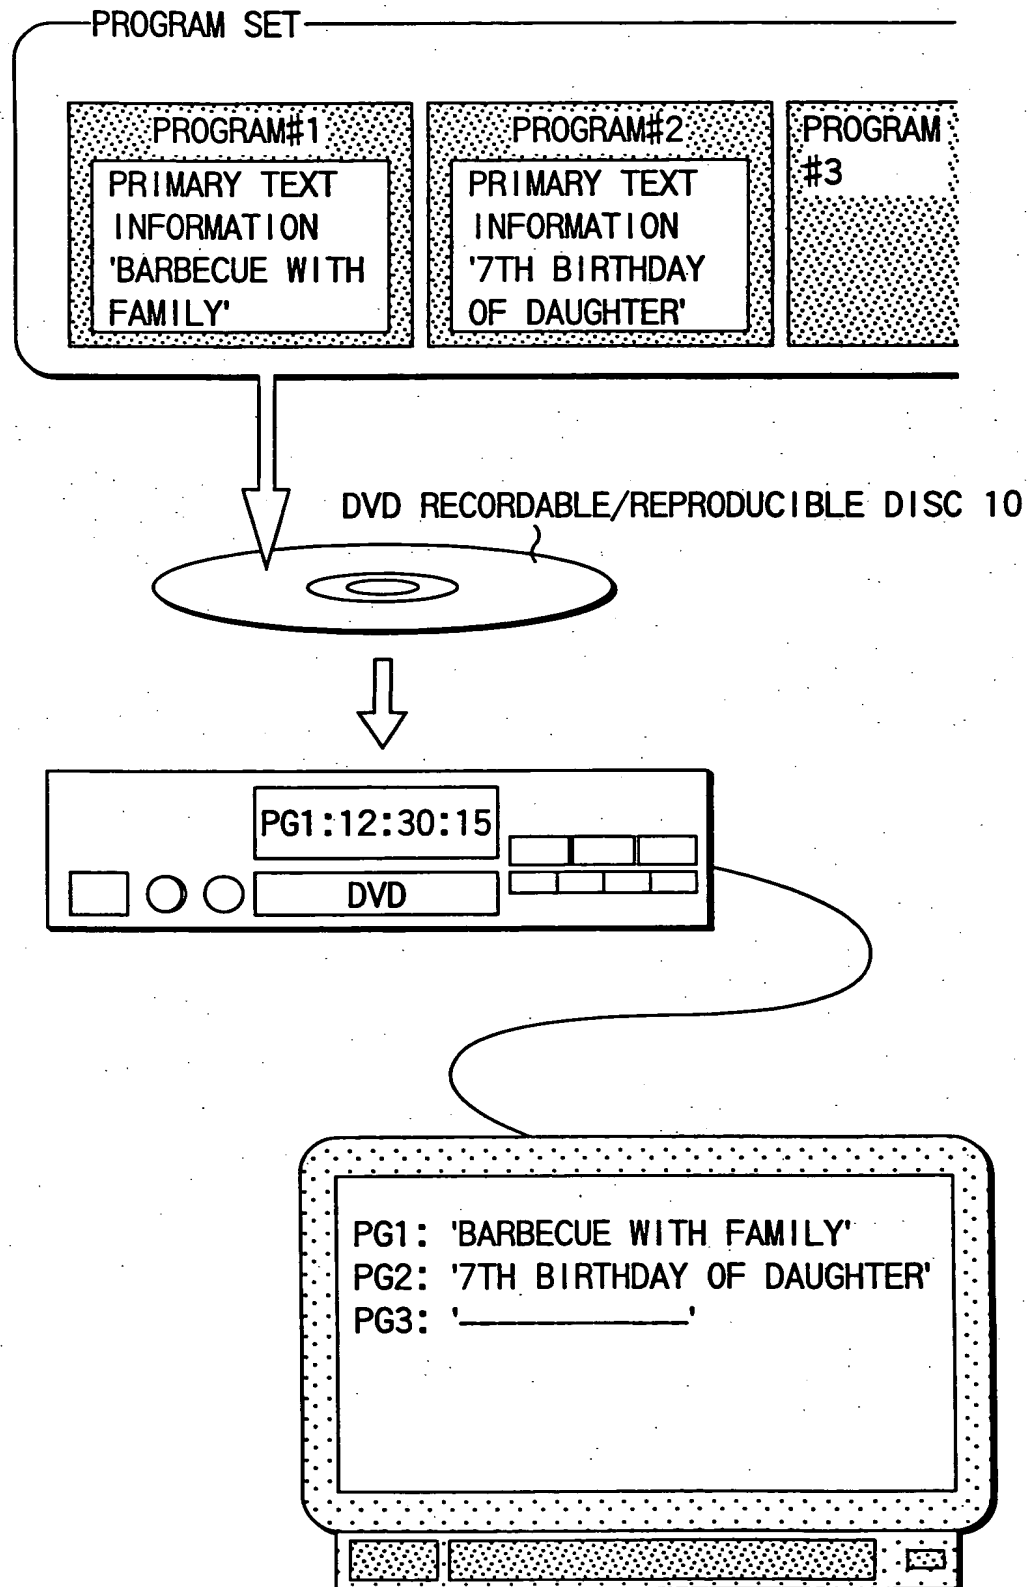 PROGRAM SET
PROGRAM#1
PRIMARY TEXT
INFORMATION
'BARBECUE WITH
FAMILY'
PROGRAM#2
PRIMARY TEXT
INFORMATION
'7TH BIRTHDAY
OF DAUGHTER'
PROGRAM
#3
DVD RECORDABLE/REPRODUCIBLE DISC 10
PG1:12:30:15
DVD
PG1: 'BARBECUE WITH FAMILY'
PG2: '7TH BIRTHDAY OF DAUGHTER'
PG3: '____________'